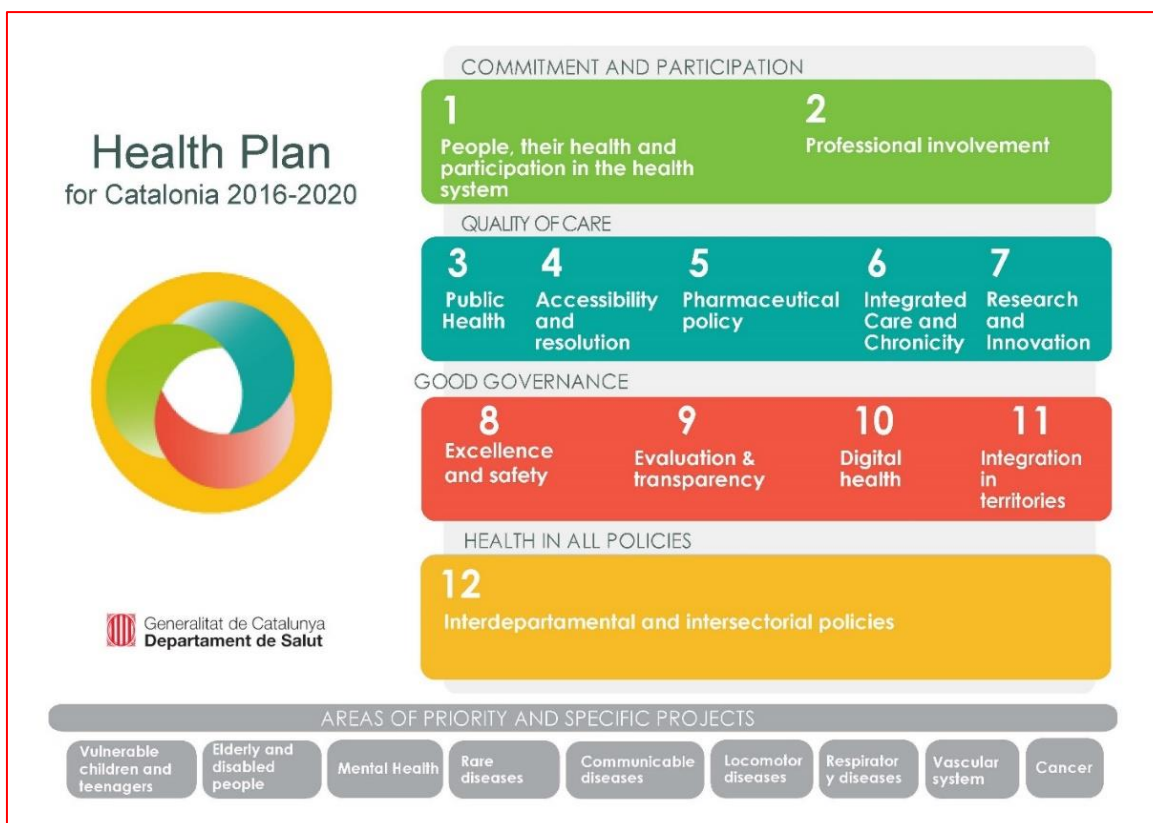 Health Plan
for Catalonia 2016-2020
Generalitat de Catalunya
Departament de Salut
COMMITMENT AND PARTICIPATION
1
People, their health and
participation in the health
system
2
Professional involvement
QUALITY OF CARE
3
Public
Health
4
Accessibility
and
resolution
5
Pharmaceutical
policy
6
Integrated
Care and
Chronicity
7
Research
and
Innovation
GOOD GOVERNANCE
8
Excellence
and safety
9
Evaluation &
transparency
10
Digital
health
11
Integration
in
territories
HEALTH IN ALL POLICIES
12
Interdepartamental and intersectorial policies
AREAS OF PRIORITY AND SPECIFIC PROJECTS
Vulnerable
children and
teenagers
Elderly and
disabled
people
Mental Health
Rare
diseases
Communicable
diseases
Locomotor
diseases
Respirator
y diseases
Vascular
system
Cancer